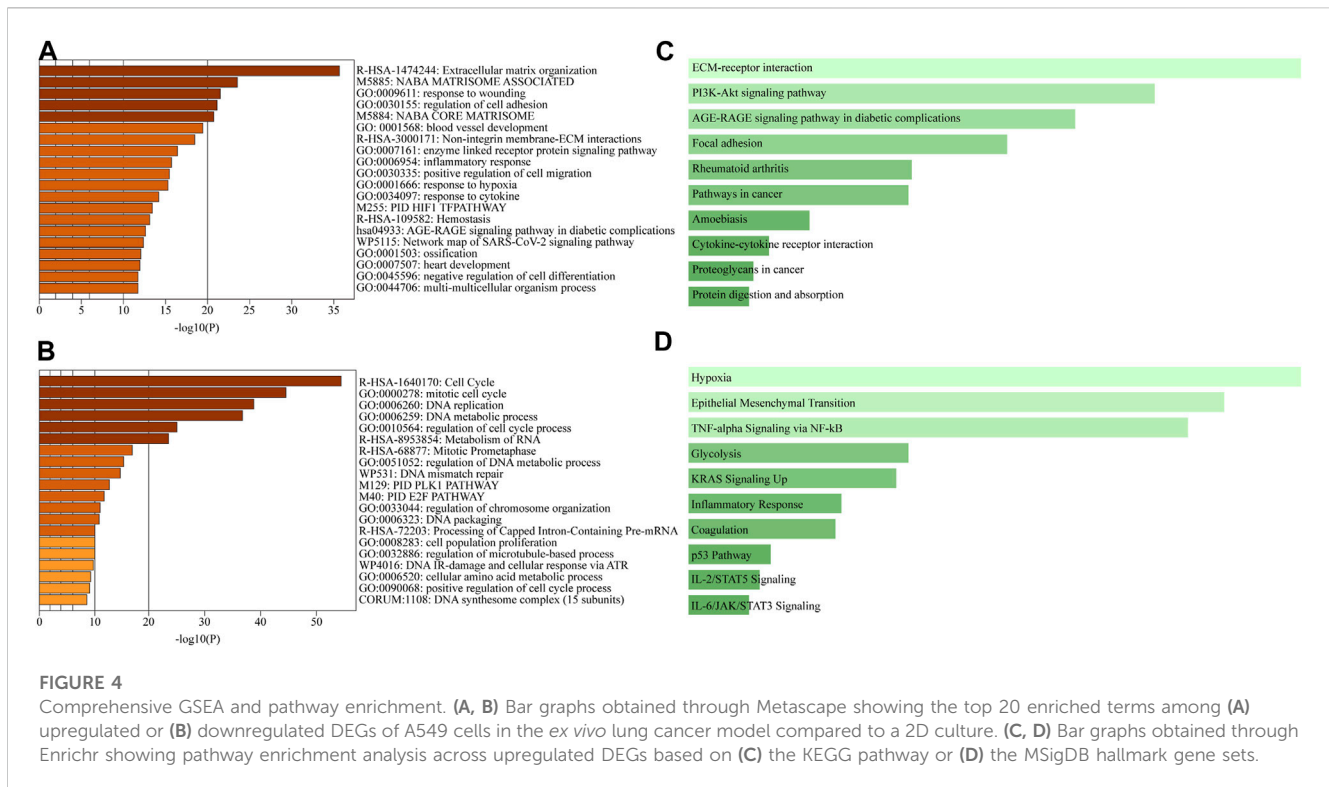 A
R-HSA-1474244: Extracellular matrix organization
M5885: NABA MATRISOME ASSOCIATED
GO:0009611: response to wounding
GO:0030155: regulation of cell adhesion
M5884: NABA CORE MATRISOME
GO: 0001568: blood vessel development
R-HSA-3000171: Non-integrin membrane-ECM interactions
GO:0007161: enzyme linked receptor protein signaling pathway
GO:0006954: inflammatory response
GO:0030335: positive regulation of cell migration
GO:0001666: response to hypoxia
GO:0034097: response to cytokine
M255: PID HIF1 TFPATHWAY
R-HSA-109582: Hemostasis
hsa04933: AGE-RAGE signaling pathway in diabetic complications
WP5115: Network map of SARS-CoV-2 signaling pathway
GO:0001503: ossification
GO:0007507: heart development
GO:0045596: negative regulation of cell differentiation
GO:0044706: multi-multicellular organism process
0 5 10 15 20 25 30 35
-log10(P)
B
R-HSA-1640170: Cell Cycle
GO:0000278: mitotic cell cycle
GO:0006260: DNA replication
GO:0006259: DNA metabolic process
GO:0010564: regulation of cell cycle process
R-HSA-8953854: Metabolism of RNA
R-HSA-68877: Mitotic Prometaphase
GO:0051052: regulation of DNA metabolic process
WP531: DNA mismatch repair
M129: PID PLK1 PATHWAY
M40: PID E2F PATHWAY
GO:0033044: regulation of chromosome organization
GO:0006323: DNA packaging
R-HSA-72203: Processing of Capped Intron-Containing Pre-mRNA
GO:0008283: cell population proliferation
GO:0032886: regulation of microtubule-based process
WP4016: DNA IR-damage and cellular response via ATR
GO:0006520: cellular amino acid metabolic process
GO:0090068: positive regulation of cell cycle process
CORUM:1108: DNA synthesome complex (15 subunits)
0 10 20 30 40 50
-log10(P)
C
ECM-receptor interaction
PI3K-Akt signaling pathway
AGE-RAGE signaling pathway in diabetic complications
Focal adhesion
Rheumatoid arthritis
Pathways in cancer
Amoebiasis
Cytokine-cytokine receptor interaction
Proteoglycans in cancer
Protein digestion and absorption
D
Hypoxia
Epithelial Mesenchymal Transition
TNF-alpha Signaling via NF-kB
Glycolysis
KRAS Signaling Up
Inflammatory Response
Coagulation
p53 Pathway
IL-2/STAT5 Signaling
IL-6/JAK/STAT3 Signaling
FIGURE 4
Comprehensive GSEA and pathway enrichment. (A, B) Bar graphs obtained through Metascape showing the top 20 enriched terms among (A)
upregulated or (B) downregulated DEGs of A549 cells in the ex vivo lung cancer model compared to a 2D culture. (C, D) Bar graphs obtained through
Enrichr showing pathway enrichment analysis across upregulated DEGs based on (C) the KEGG pathway or (D) the MSigDB hallmark gene sets.